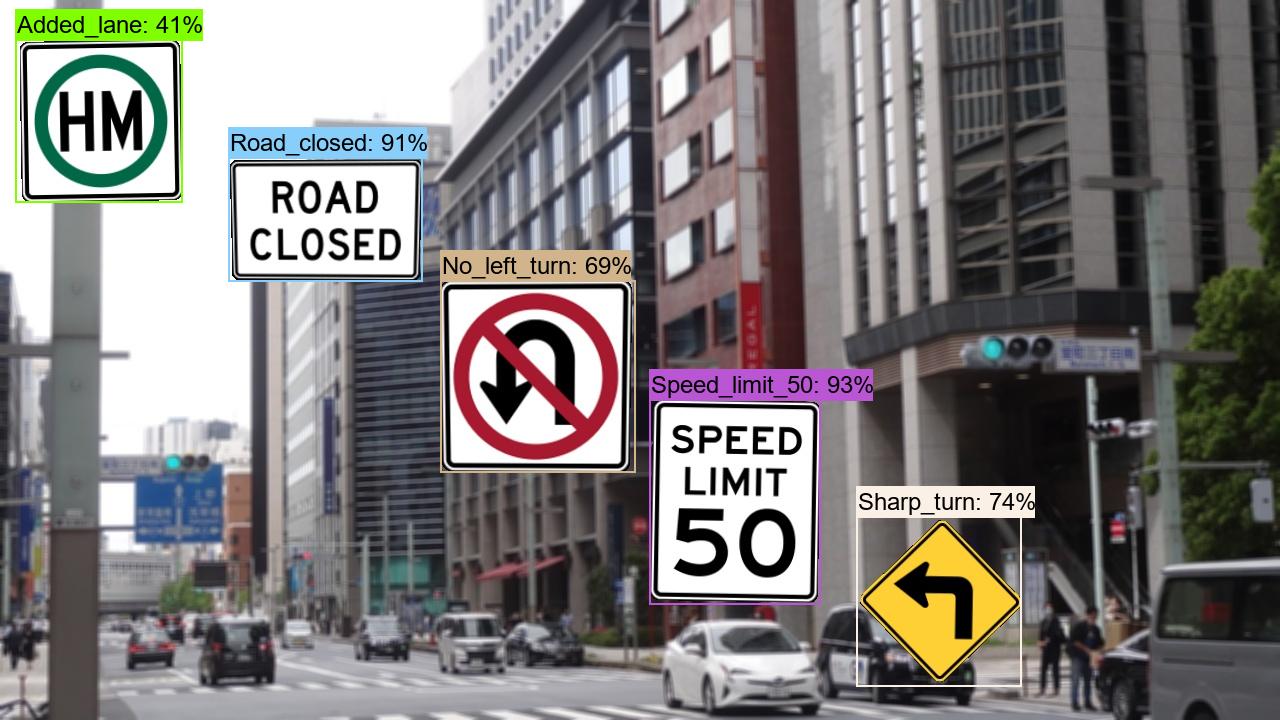 Added_lane: 41%
HM
Road_closed: 91%
ROAD
CLOSED
No_left_turn: 69%
Speed_limit_50: 93%
SPEED
LIMIT
50
Sharp_turn: 74%